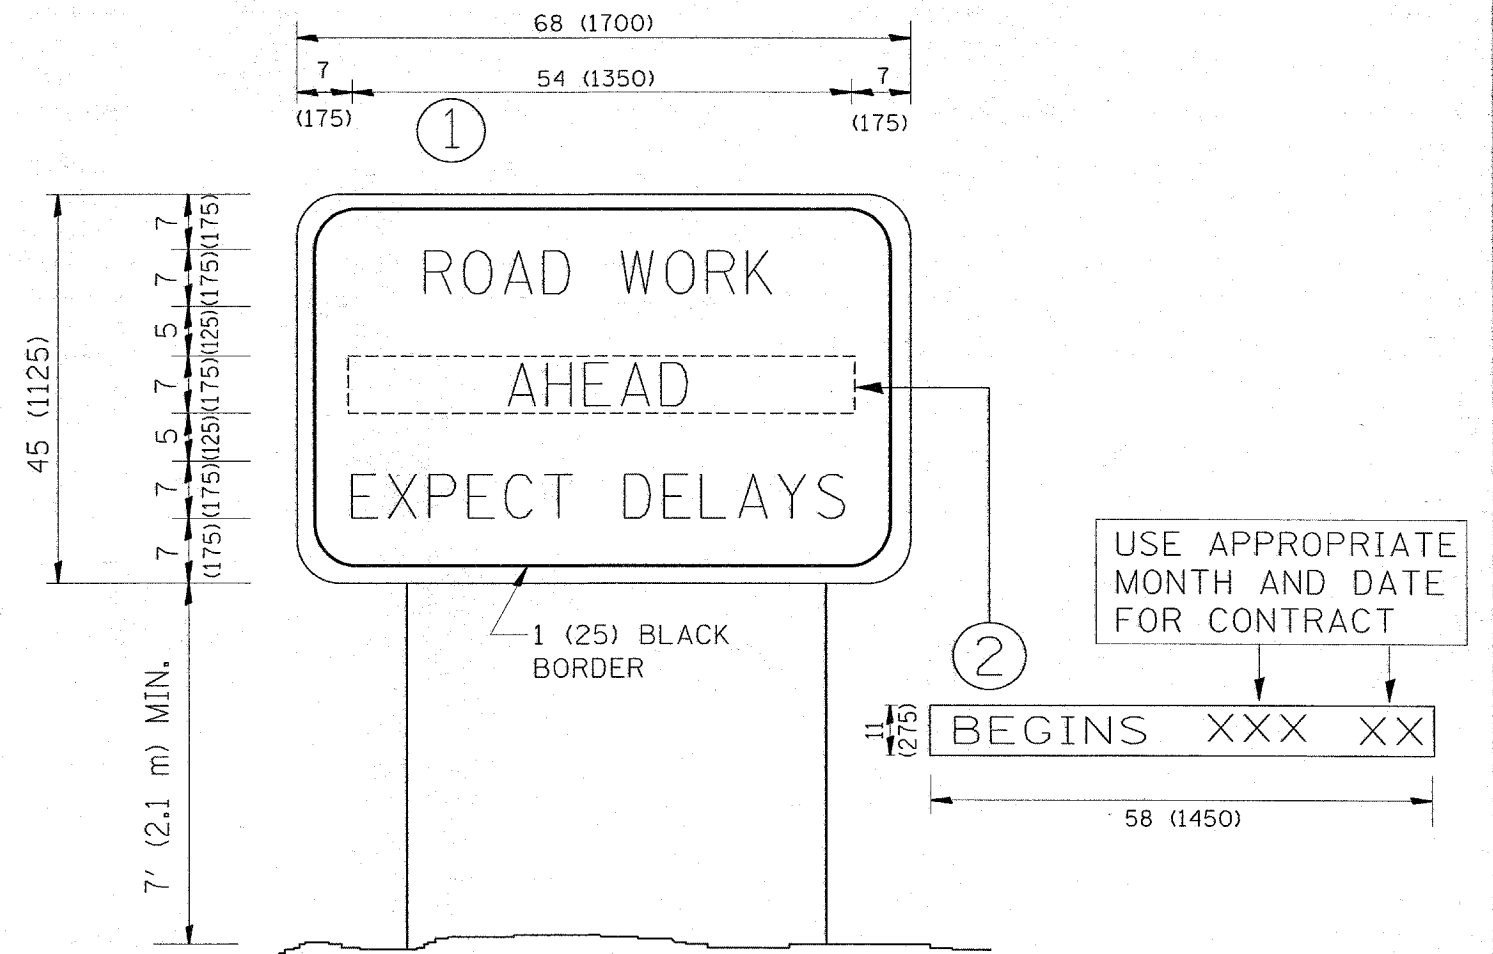 68 (1700)
7 54 (1350) 7
(175) (175)
1
7 (175)
7 (175)
5 (125)
7 (175)
5 (125)
7 (175)
7 (175)
45 (1125)
7' (2.1 m) MIN.
ROAD WORK
AHEAD
EXPECT DELAYS
1 (25) BLACK
BORDER
2
USE APPROPRIATE
MONTH AND DATE
FOR CONTRACT
11
(275)
BEGINS XXX XX
58 (1450)